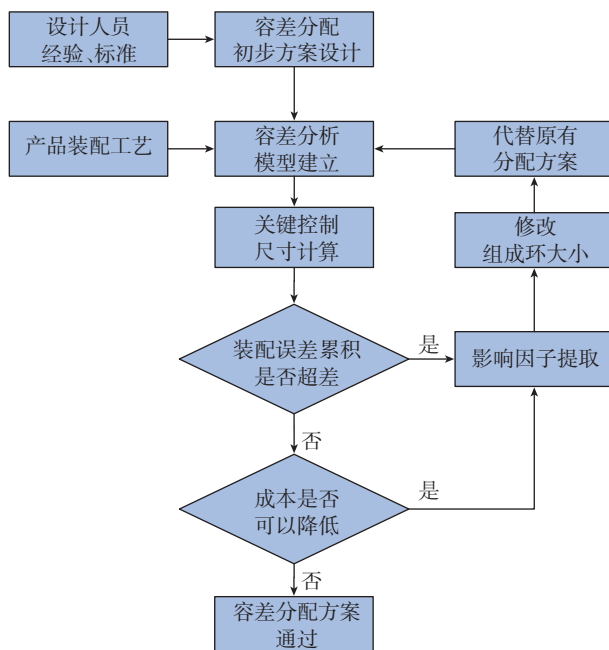 设计人员
经验、标准
容差分配
初步方案设计
产品装配工艺
容差分析
模型建立
代替原有
分配方案
关键控制
尺寸计算
修改
组成环大小
装配误差累积
是否超差
是
影响因子提取
否
成本是否
可以降低
是
否
容差分配方案
通过